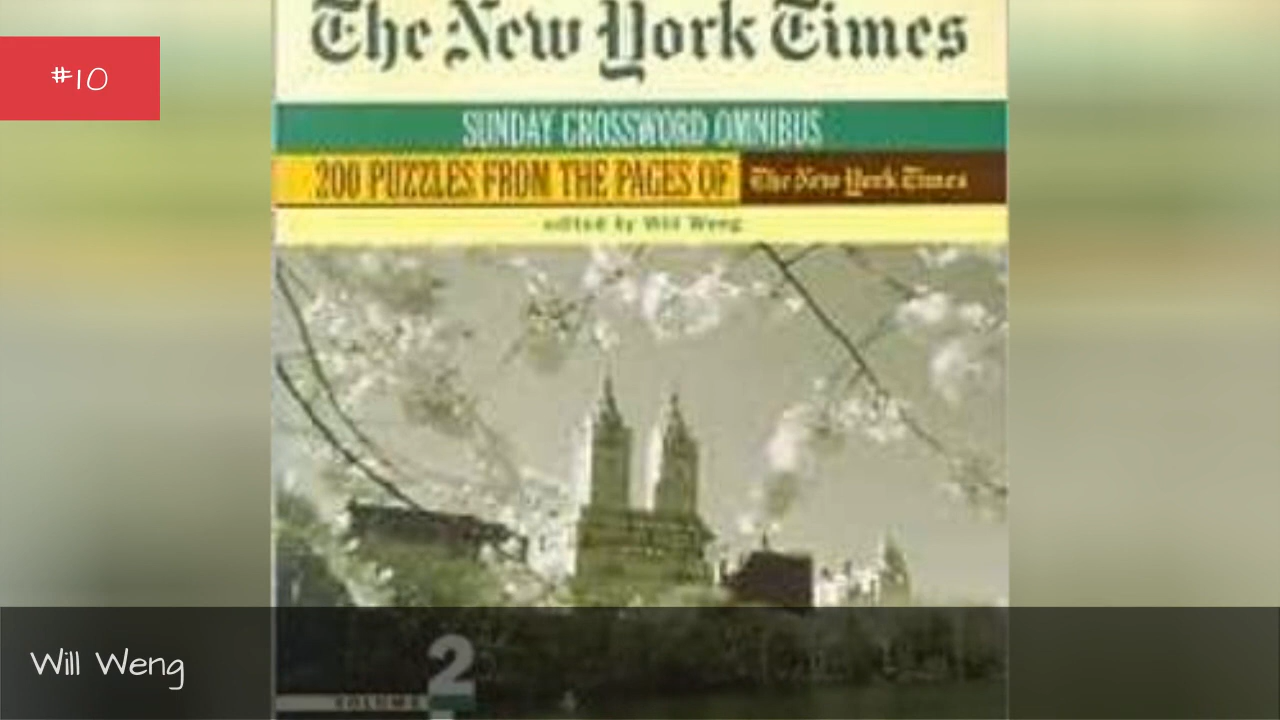 #10
The New York Times
SUNDAY CROSSWORD OMNIBUS
200 PUZZLES FROM THE PAGES OF The New York Times
edited by Will Weng
Will Weng
2
VOLUME